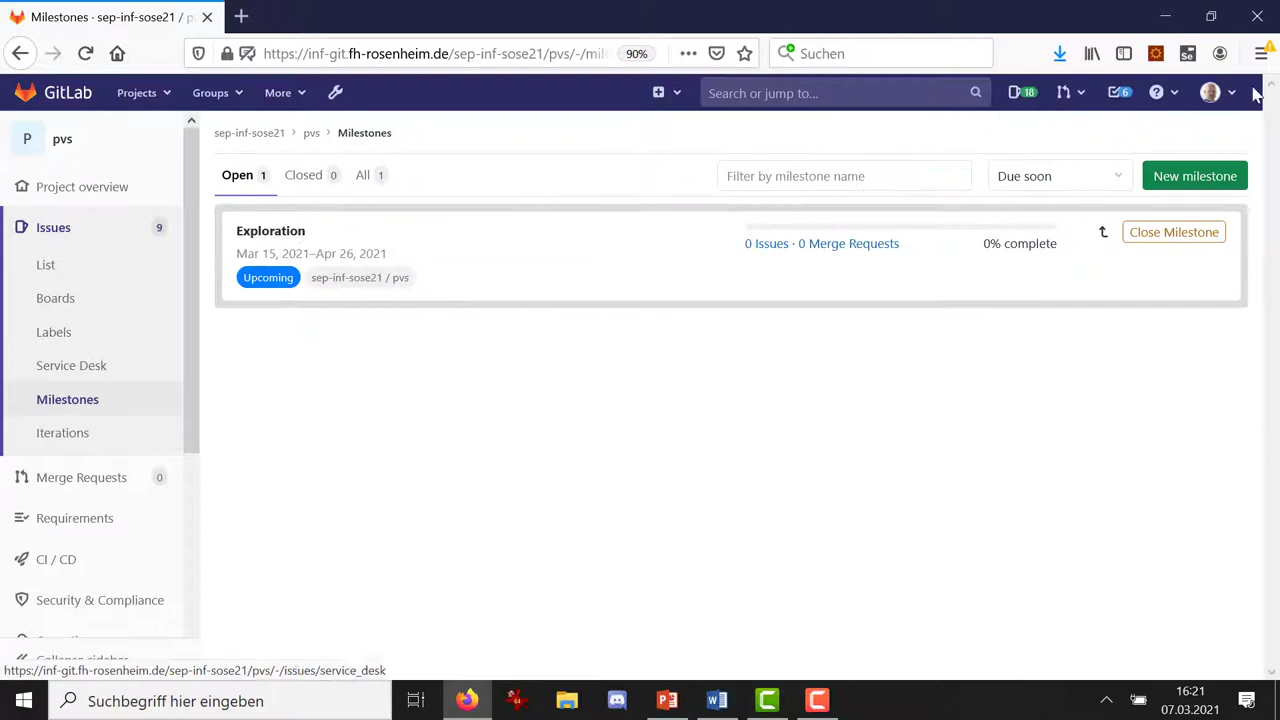 Milestones · sep-inf-sose21 / p
https://inf-git.fh-rosenheim.de/sep-inf-sose21/pvs/-/mil
90%
Suchen
GitLab
Projects
Groups
More
Search or jump to...
18
6
P
pvs
sep-inf-sose21 > pvs > Milestones
Project overview
Open 1
Closed 0
All 1
Filter by milestone name
Due soon
New milestone
Issues 9
Exploration
Mar 15, 2021–Apr 26, 2021
Upcoming
sep-inf-sose21 / pvs
0 Issues · 0 Merge Requests
0% complete
Close Milestone
List
Boards
Labels
Service Desk
Milestones
Iterations
Merge Requests 0
Requirements
CI / CD
Security & Compliance
Collapse sidebar
https://inf-git.fh-rosenheim.de/sep-inf-sose21/pvs/-/issues/service_desk
Suchbegriff hier eingeben
16:21
07.03.2021